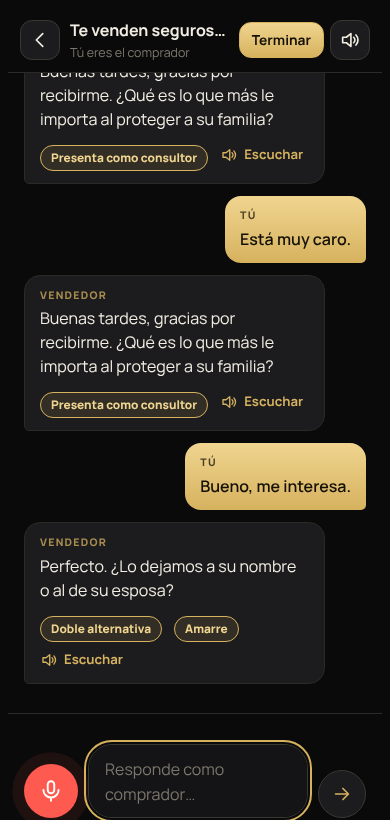 Te venden seguros…
Tú eres el comprador
Terminar
Buenas tardes, gracias por
recibirme. ¿Qué es lo que más le
importa al proteger a su familia?
Presenta como consultor
Escuchar
TÚ
Está muy caro.
VENDEDOR
Buenas tardes, gracias por
recibirme. ¿Qué es lo que más le
importa al proteger a su familia?
Presenta como consultor
Escuchar
TÚ
Bueno, me interesa.
VENDEDOR
Perfecto. ¿Lo dejamos a su nombre
o al de su esposa?
Doble alternativa
Amarre
Escuchar
Responde como
comprador…